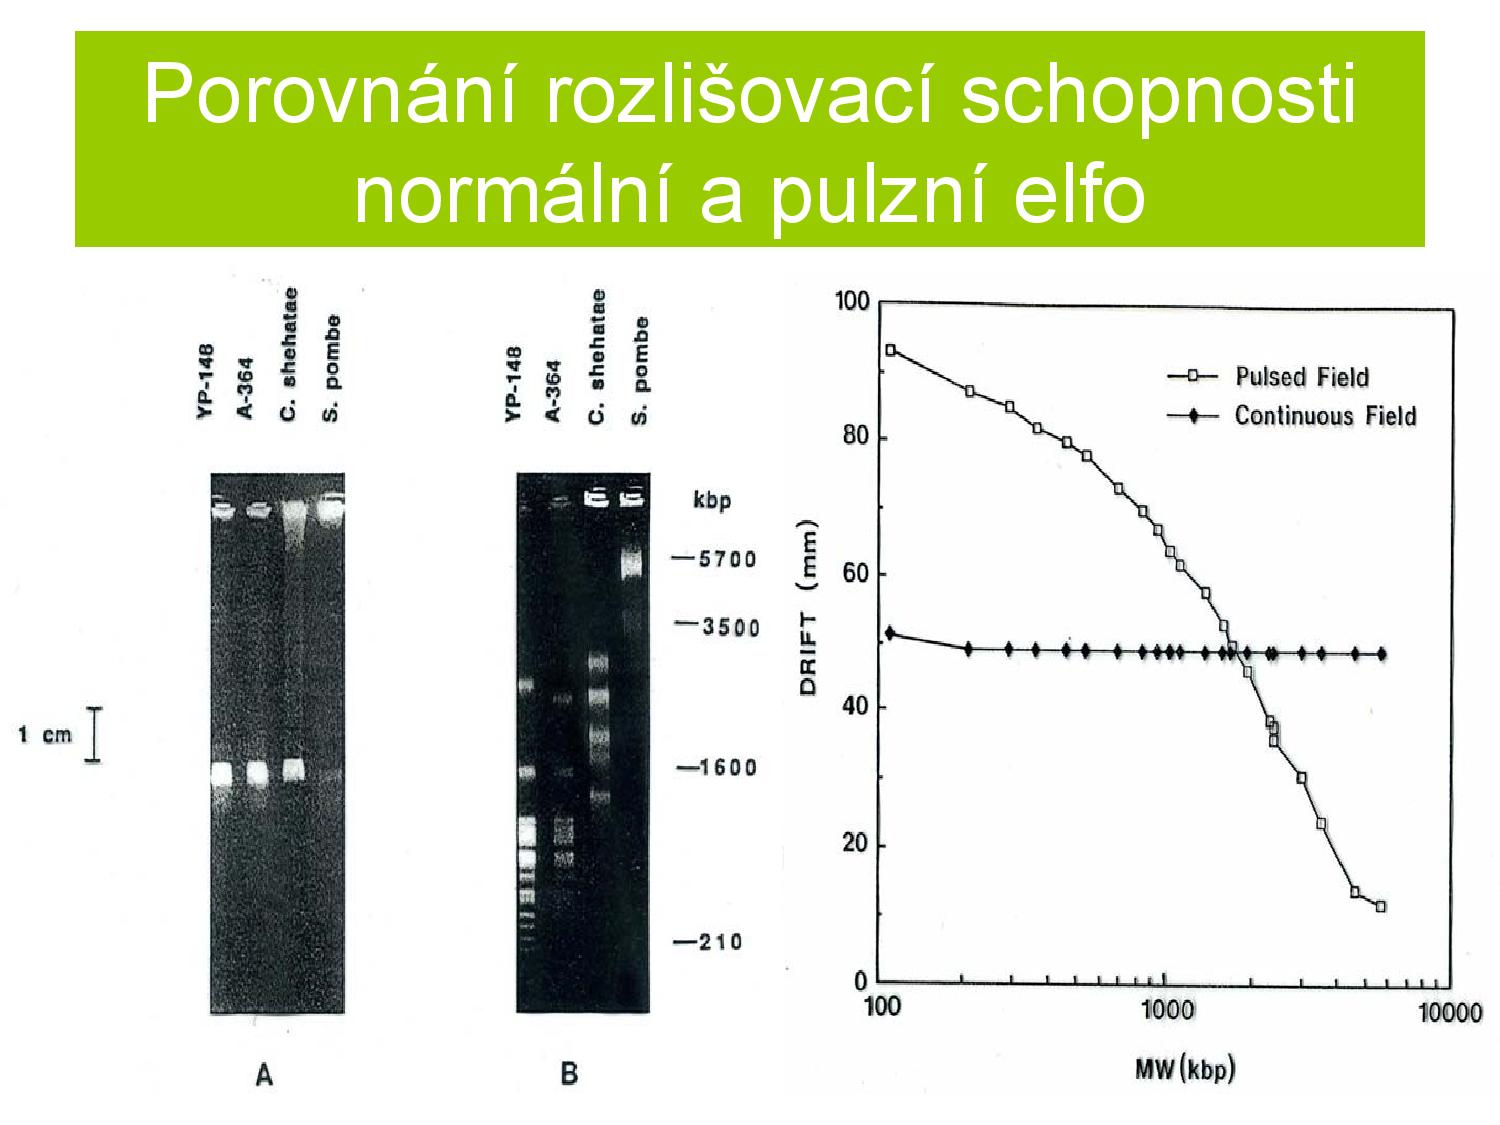 Porovnání rozlišovací schopnosti
normální a pulzní elfo
YP-148
A-364
C. shehatae
S. pombe
1 cm
A
YP-148
A-364
C. shehatae
S. pombe
kbp
5700
3500
1600
210
B
100
80
60
40
20
0
DRIFT (mm)
Pulsed Field
Continuous Field
100
1000
10000
MW (kbp)